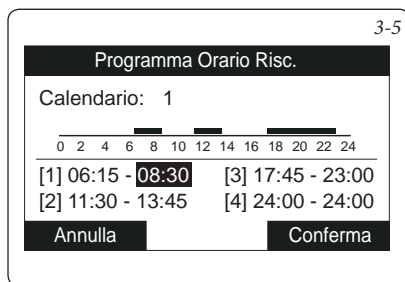 3-5
Programma Orario Risc.
Calendario: 1
0 2 4 6 8 10 12 14 16 18 20 22 24
[1] 06:15 - 08:30 [3] 17:45 - 23:00
[2] 11:30 - 13:45 [4] 24:00 - 24:00
Annulla Conferma